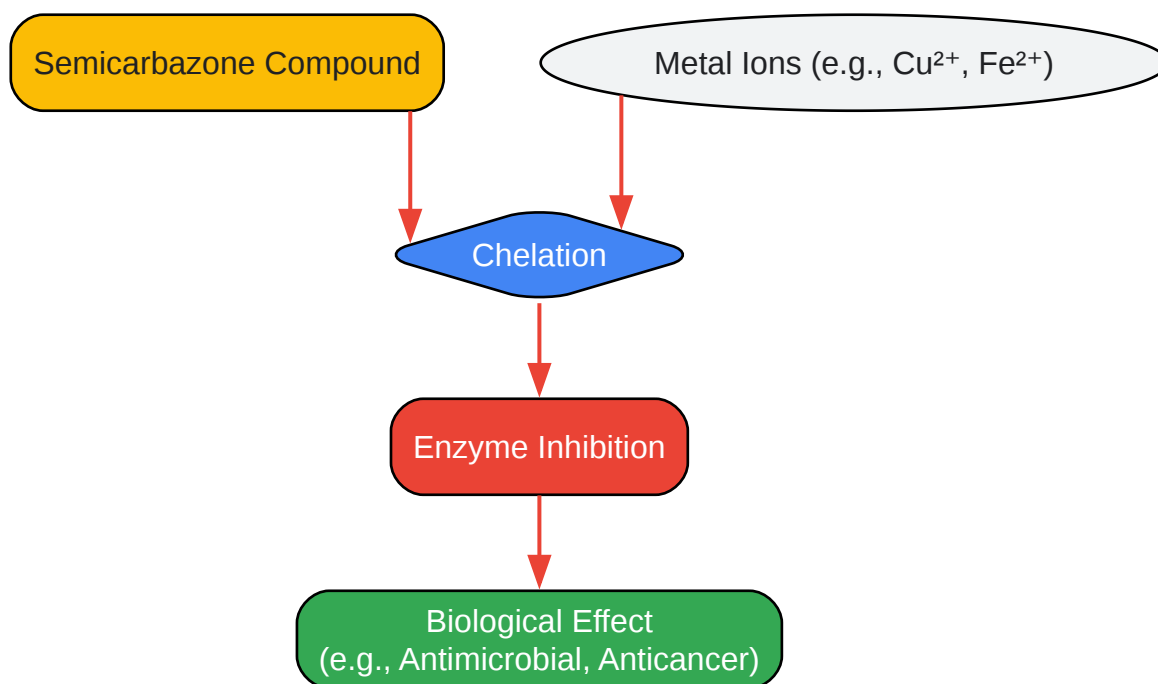 Semicarbazone Compound
Metal Ions (e.g., Cu²⁺, Fe²⁺)
Chelation
Enzyme Inhibition
Biological Effect
(e.g., Antimicrobial, Anticancer)